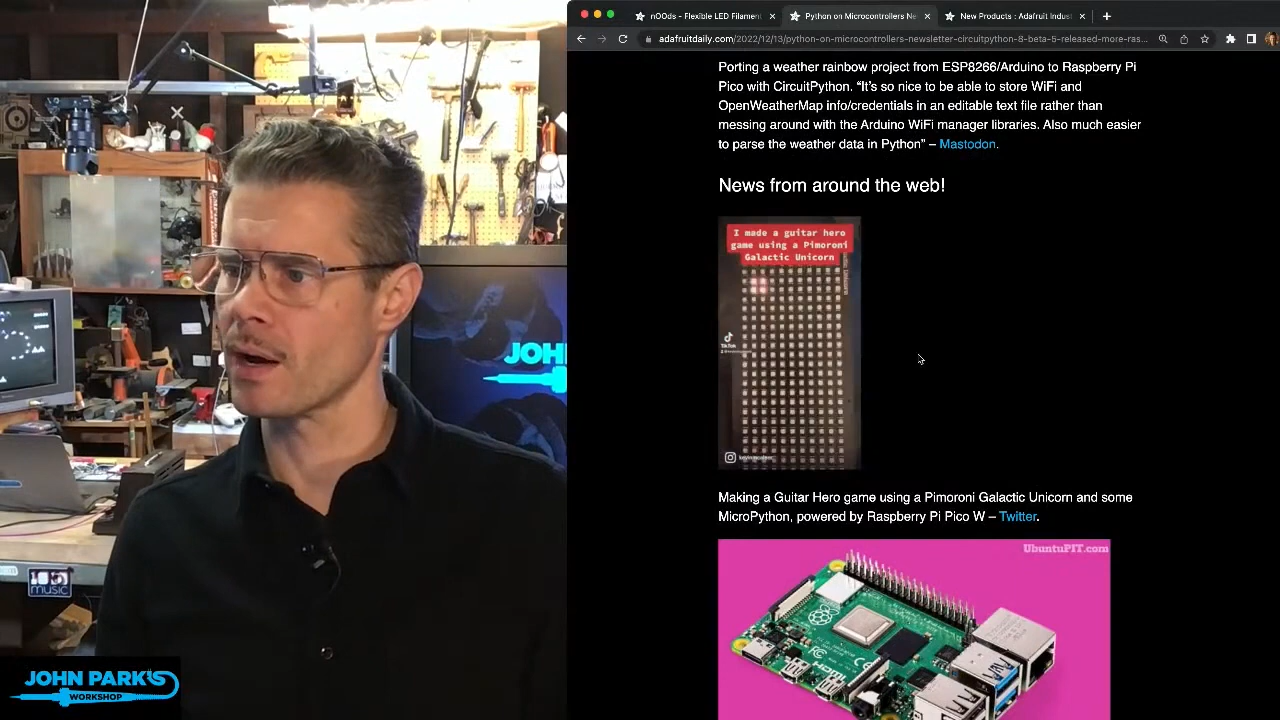 nOOds - Flexible LED Filament
Python on Microcontrollers Ne
New Products : Adafruit Indust
adafruitdaily.com/2022/12/13/python-on-microcontrollers-newsletter-circuitpython-8-beta-5-released-more-ras...
Porting a weather rainbow project from ESP8266/Arduino to Raspberry Pi
Pico with CircuitPython. “It’s so nice to be able to store WiFi and
OpenWeatherMap info/credentials in an editable text file rather than
messing around with the Arduino WiFi manager libraries. Also much easier
to parse the weather data in Python” – Mastodon.
News from around the web!
I made a guitar hero
game using a Pimoroni
Galactic Unicorn
TikTok
Making a Guitar Hero game using a Pimoroni Galactic Unicorn and some
MicroPython, powered by Raspberry Pi Pico W – Twitter.
UbuntuPIT.com
HDMI
JOHN
music
JOHN PARK'S
WORKSHOP